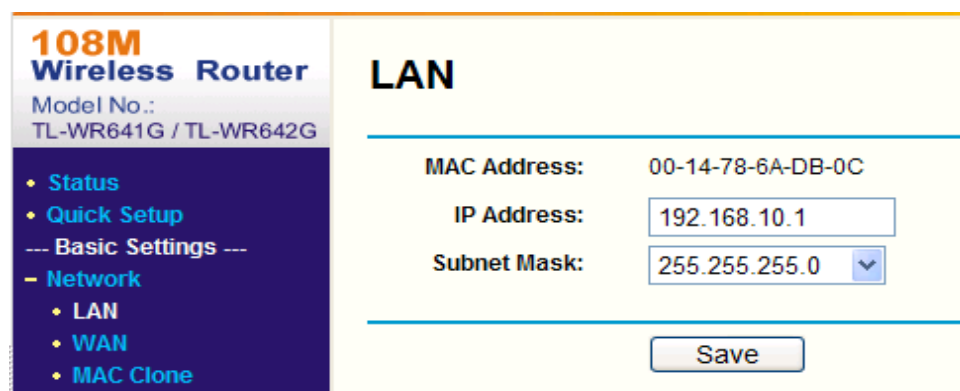 108M
Wireless Router
Model No.:
TL-WR641G / TL-WR642G
• Status
• Quick Setup
--- Basic Settings ---
– Network
• LAN
• WAN
• MAC Clone
LAN
MAC Address: 00-14-78-6A-DB-0C
IP Address: 192.168.10.1
Subnet Mask: 255.255.255.0
Save